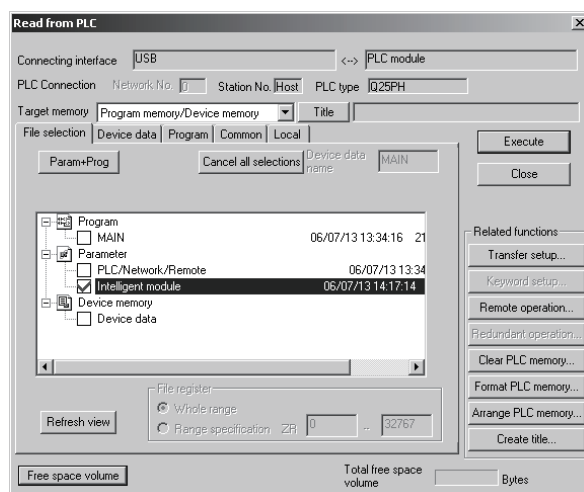 Read from PLC
Connecting interface USB <--> PLC module
PLC Connection Network No. 0 Station No. Host PLC type Q25PH
Target memory Program memory/Device memory Title
File selection Device data Program Common Local
Execute
Param+Prog Cancel all selections Device data name MAIN
Close
Program
MAIN 06/07/13 13:34:16 21
Parameter
PLC/Network/Remote 06/07/13 13:34
Intelligent module 06/07/13 14:17:14
Device memory
Device data
Related functions
Transfer setup...
Keyword setup...
Remote operation...
Redundant operation...
Clear PLC memory...
Format PLC memory...
Arrange PLC memory...
Create title...
File register
Whole range
Refresh view
Range specification ZR 0 -- 32767
Free space volume
Total free space volume Bytes